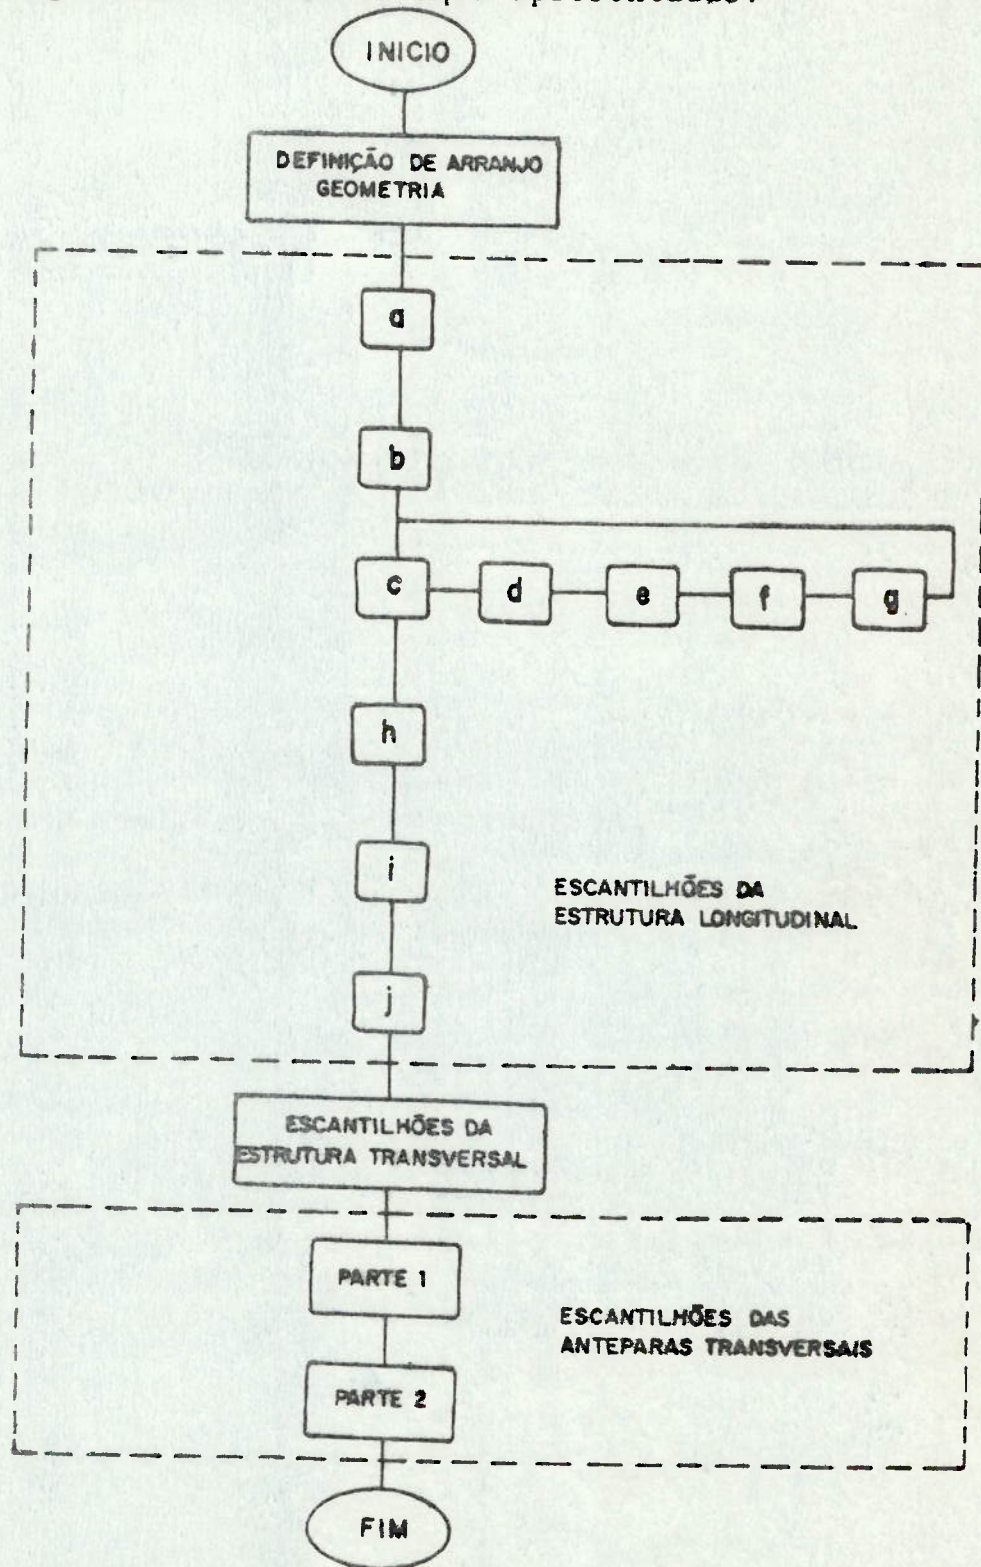 INICIO
DEFINIÇÃO DE ARRANJO
GEOMETRIA
a
b
c
d
e
f
g
h
i
j
ESCANTILHÕES DA
ESTRUTURA LONGITUDINAL
ESCANTILHÕES DA
ESTRUTURA TRANSVERSAL
PARTE 1
ESCANTILHÕES DAS
ANTEPARAS TRANSVERSAIS
PARTE 2
FIM